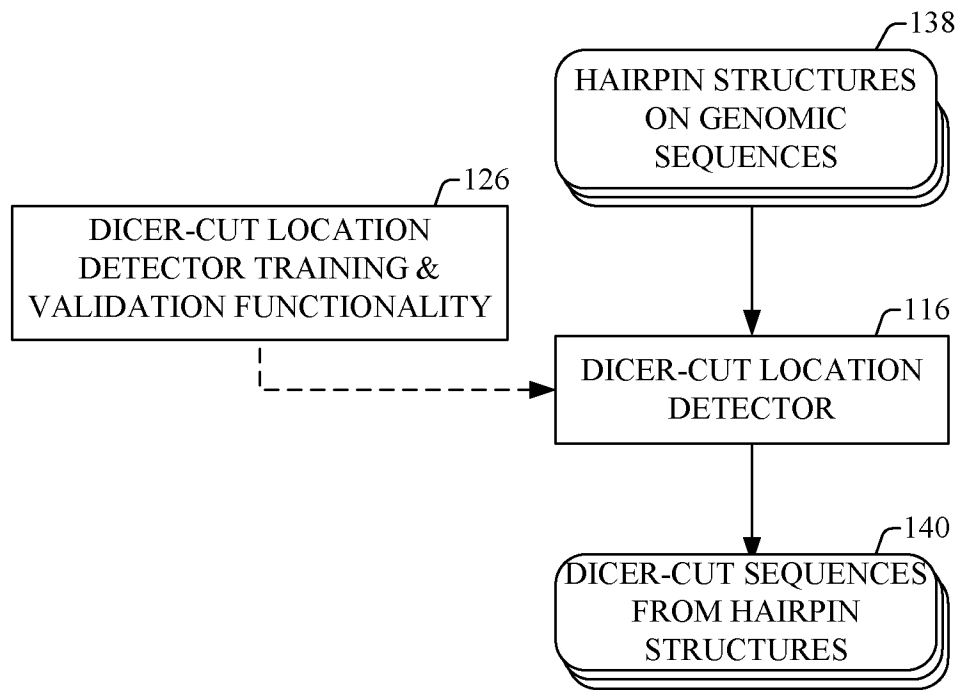 138
HAIRPIN STRUCTURES
ON GENOMIC
SEQUENCES
126
DICER-CUT LOCATION
DETECTOR TRAINING &
VALIDATION FUNCTIONALITY
116
DICER-CUT LOCATION
DETECTOR
140
DICER-CUT SEQUENCES
FROM HAIRPIN
STRUCTURES